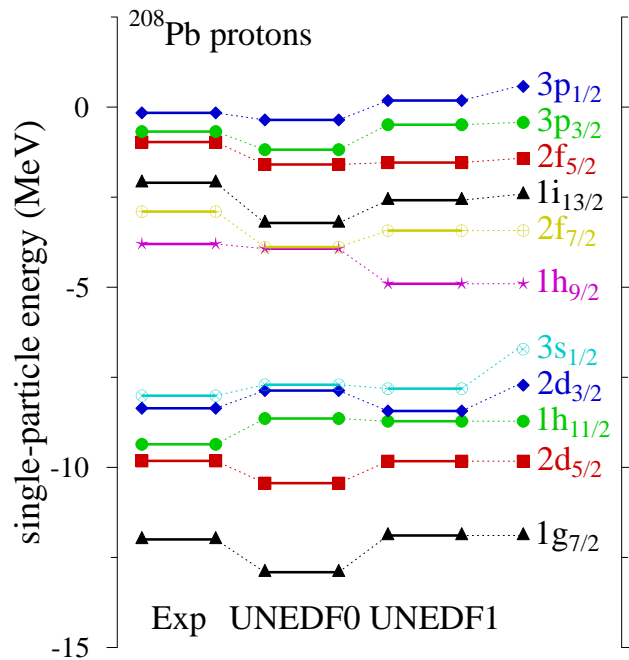 ²⁰⁸Pb protons
single-particle energy (MeV)
0
-5
-10
-15
3p₁/₂
3p₃/₂
2f₅/₂
1i₁₃/₂
2f₇/₂
1h₉/₂
3s₁/₂
2d₃/₂
1h₁₁/₂
2d₅/₂
1g₇/₂
Exp UNEDF0 UNEDF1